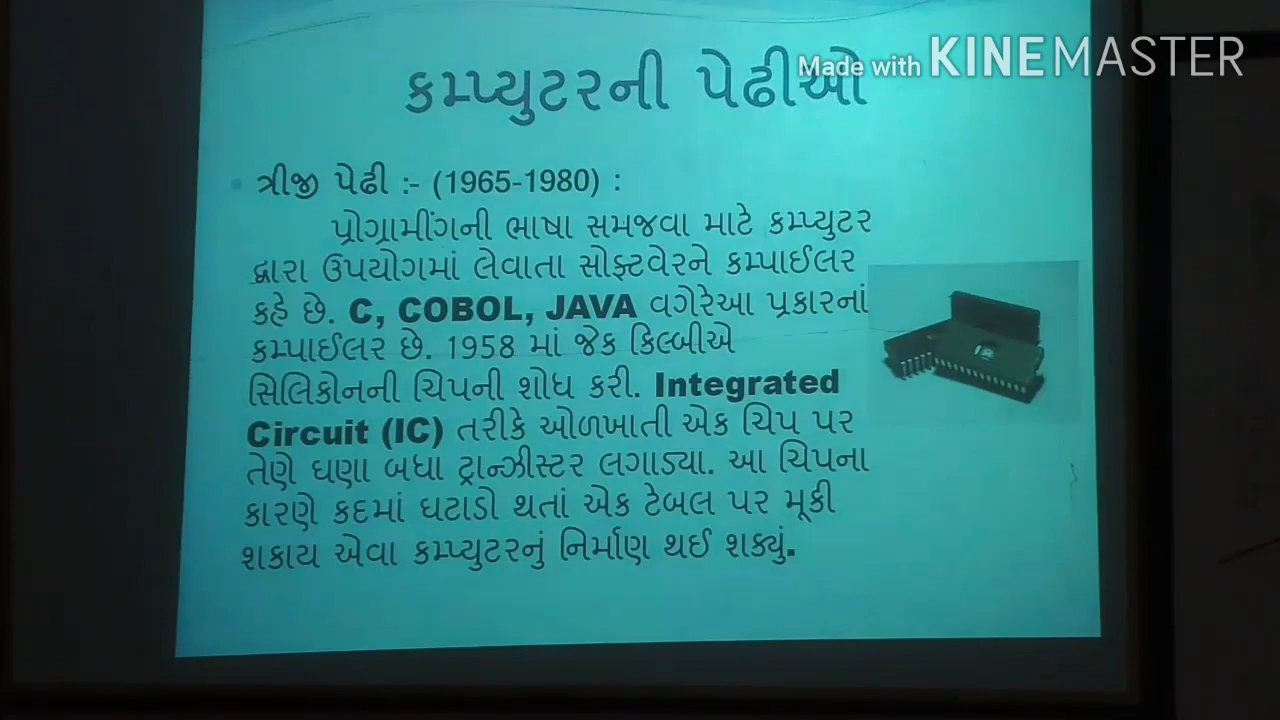 Made with KINEMASTER
કમ્પ્યુટરની પેઢીઓ
ત્રીજી પેઢી :- (1965-1980) :
પ્રોગ્રામીંગની ભાષા સમજવા માટે કમ્પ્યુટર
દ્વારા ઉપયોગમાં લેવાતા સોફ્ટવેરને કમ્પાઈલર
કહે છે. C, COBOL, JAVA વગેરેઆ પ્રકારનાં
કમ્પાઈલર છે. 1958 માં જેક કિલ્બીએ
સિલિકોનની ચિપની શોધ કરી. Integrated
Circuit (IC) તરીકે ઓળખાતી એક ચિપ પર
તેણે ઘણા બધા ટ્રાન્ઝીસ્ટર લગાડ્યા. આ ચિપના
કારણે કદમાં ઘટાડો થતાં એક ટેબલ પર મૂકી
શકાય એવા કમ્પ્યુટરનું નિર્માણ થઈ શક્યું.